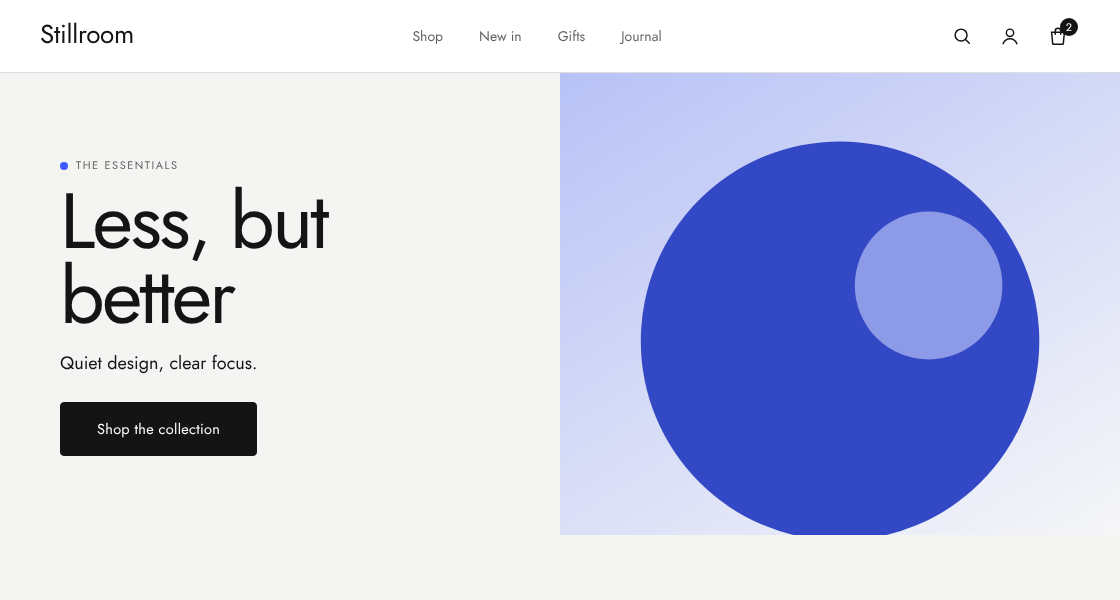 Stillroom
Shop New in Gifts Journal
2
THE ESSENTIALS
Less, but
better
Quiet design, clear focus.
Shop the collection